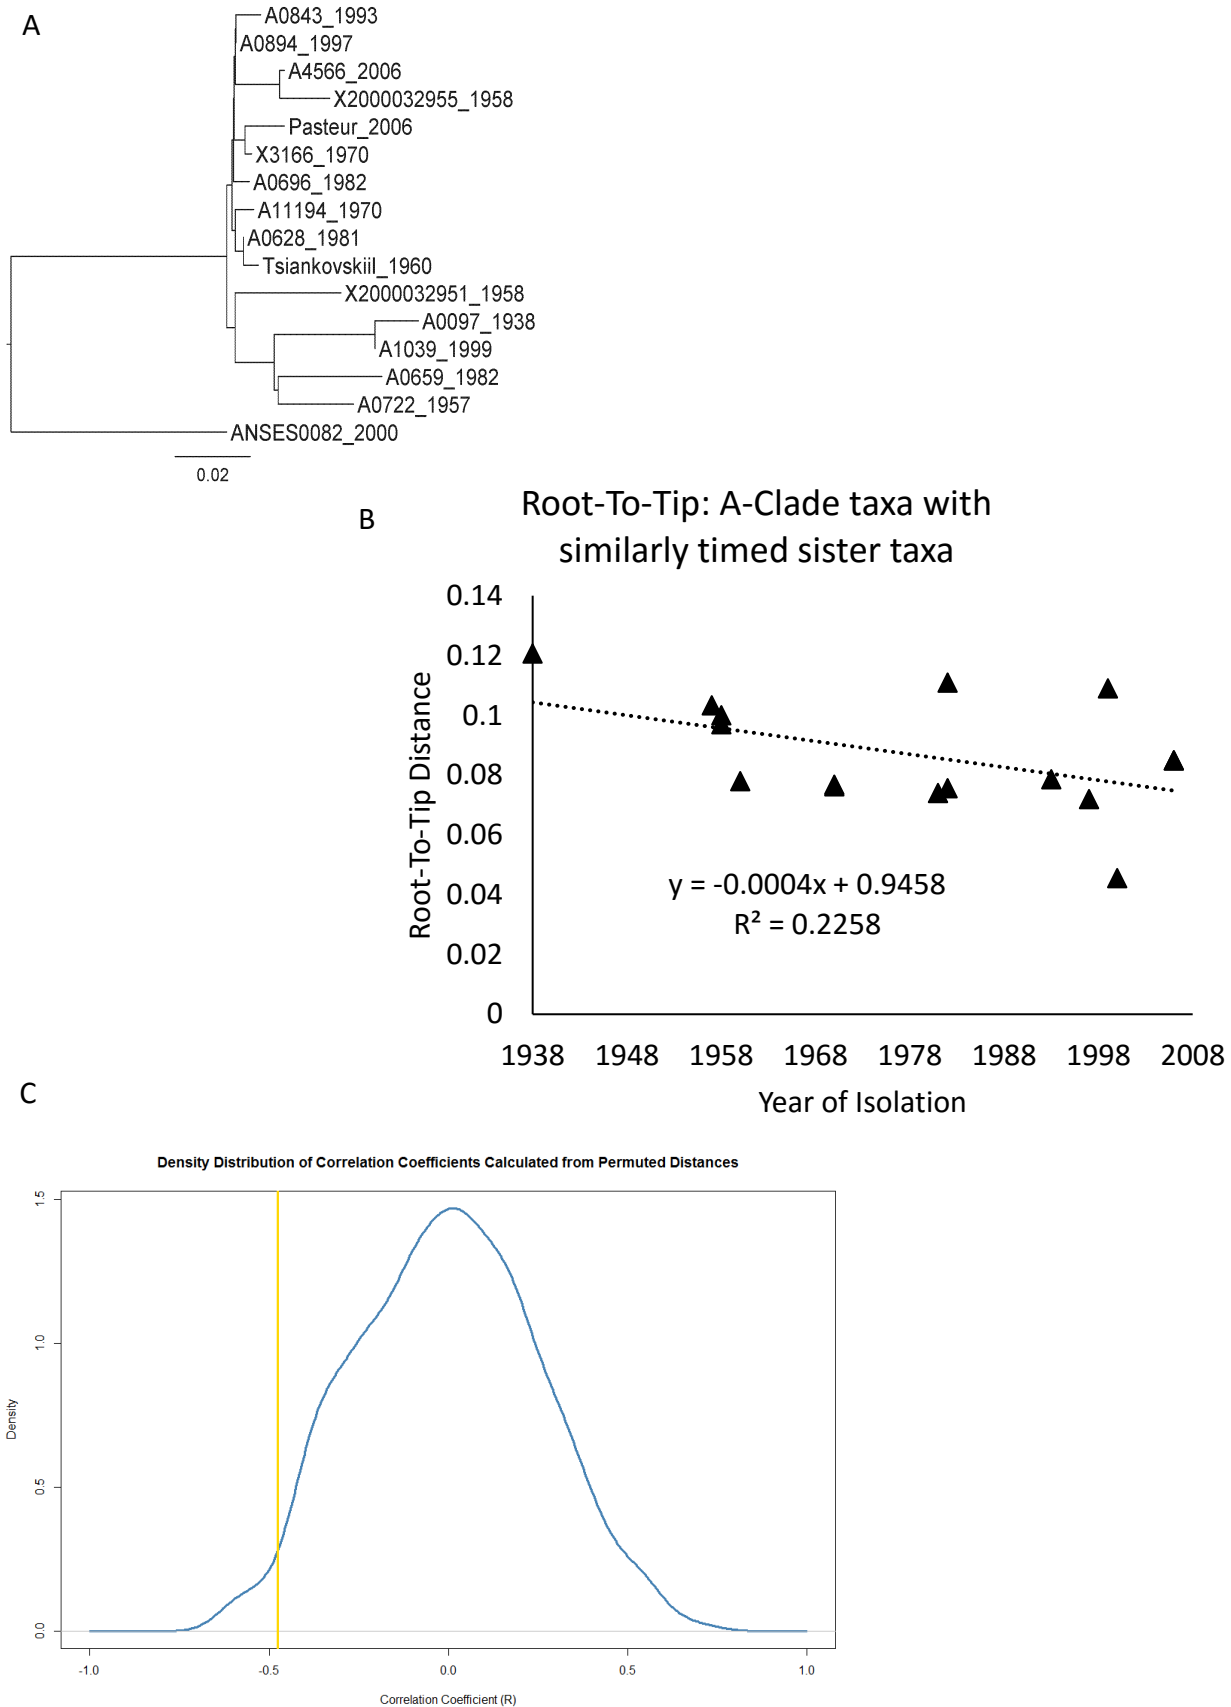 A
A0843_1993
A0894_1997
A4566_2006
X2000032955_1958
Pasteur_2006
X3166_1970
A0696_1982
A11194_1970
A0628_1981
TsiankovskiiI_1960
X2000032951_1958
A0097_1938
A1039_1999
A0659_1982
A0722_1957
ANSES0082_2000
0.02
B
Root-To-Tip: A-Clade taxa with
similarly timed sister taxa
Root-To-Tip Distance
0.14
0.12
0.1
0.08
0.06
0.04
0.02
0
y = -0.0004x + 0.9458
R² = 0.2258
1938 1948 1958 1968 1978 1988 1998 2008
Year of Isolation
C
Density Distribution of Correlation Coefficients Calculated from Permuted Distances
Density
1.5
1.0
0.5
0.0
-1.0 -0.5 0.0 0.5 1.0
Correlation Coefficient (R)